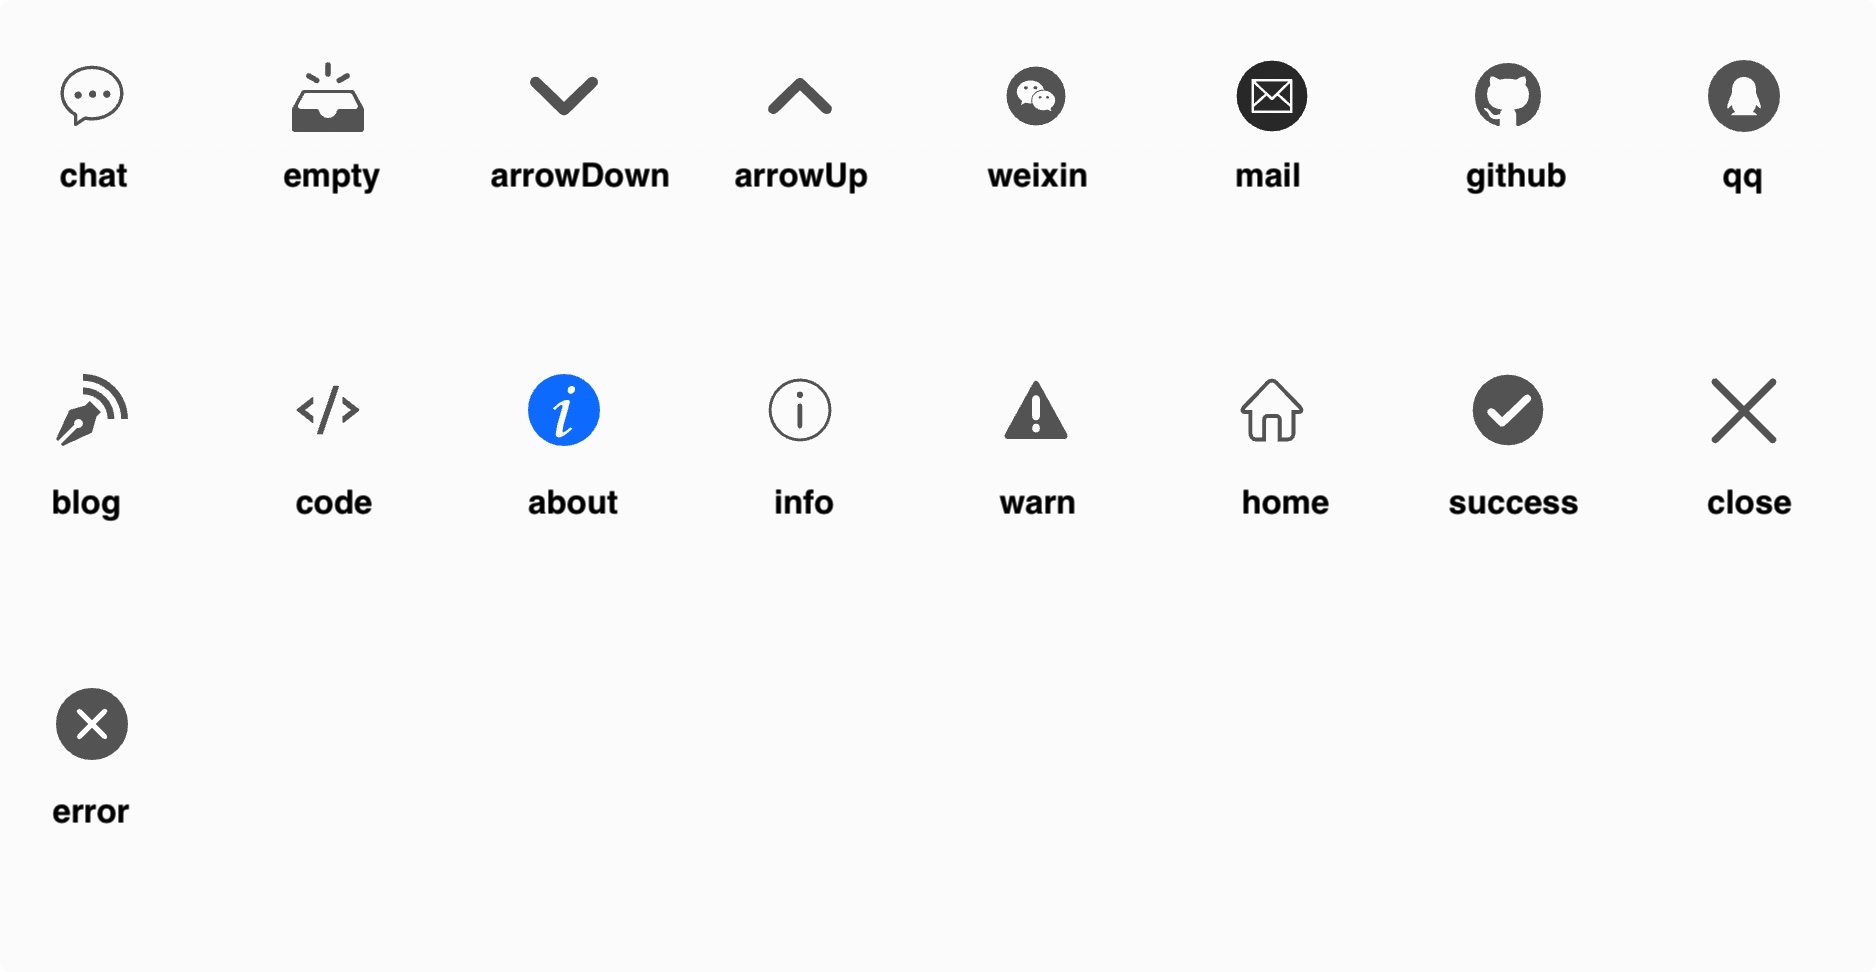 chat empty arrowDown arrowUp weixin mail github qq
blog code about info warn home success close
error